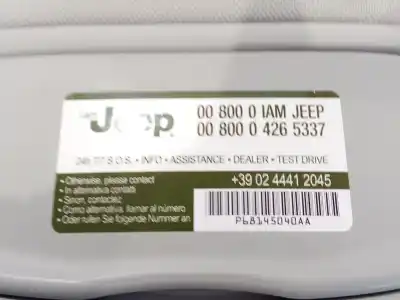 Jeep
00 800 0 IAM JEEP
00 800 0 426 5337
24h 7/7 S.O.S. • INFO • ASSISTANCE • DEALER • TEST DRIVE
• Otherwise, please contact
• In alternativa contatti
• Sinon, contactez
• Como alternativa, llamar al número
• Oder rufen Sie folgende Nummer an
+39 02 4441 2045
P68145040AA